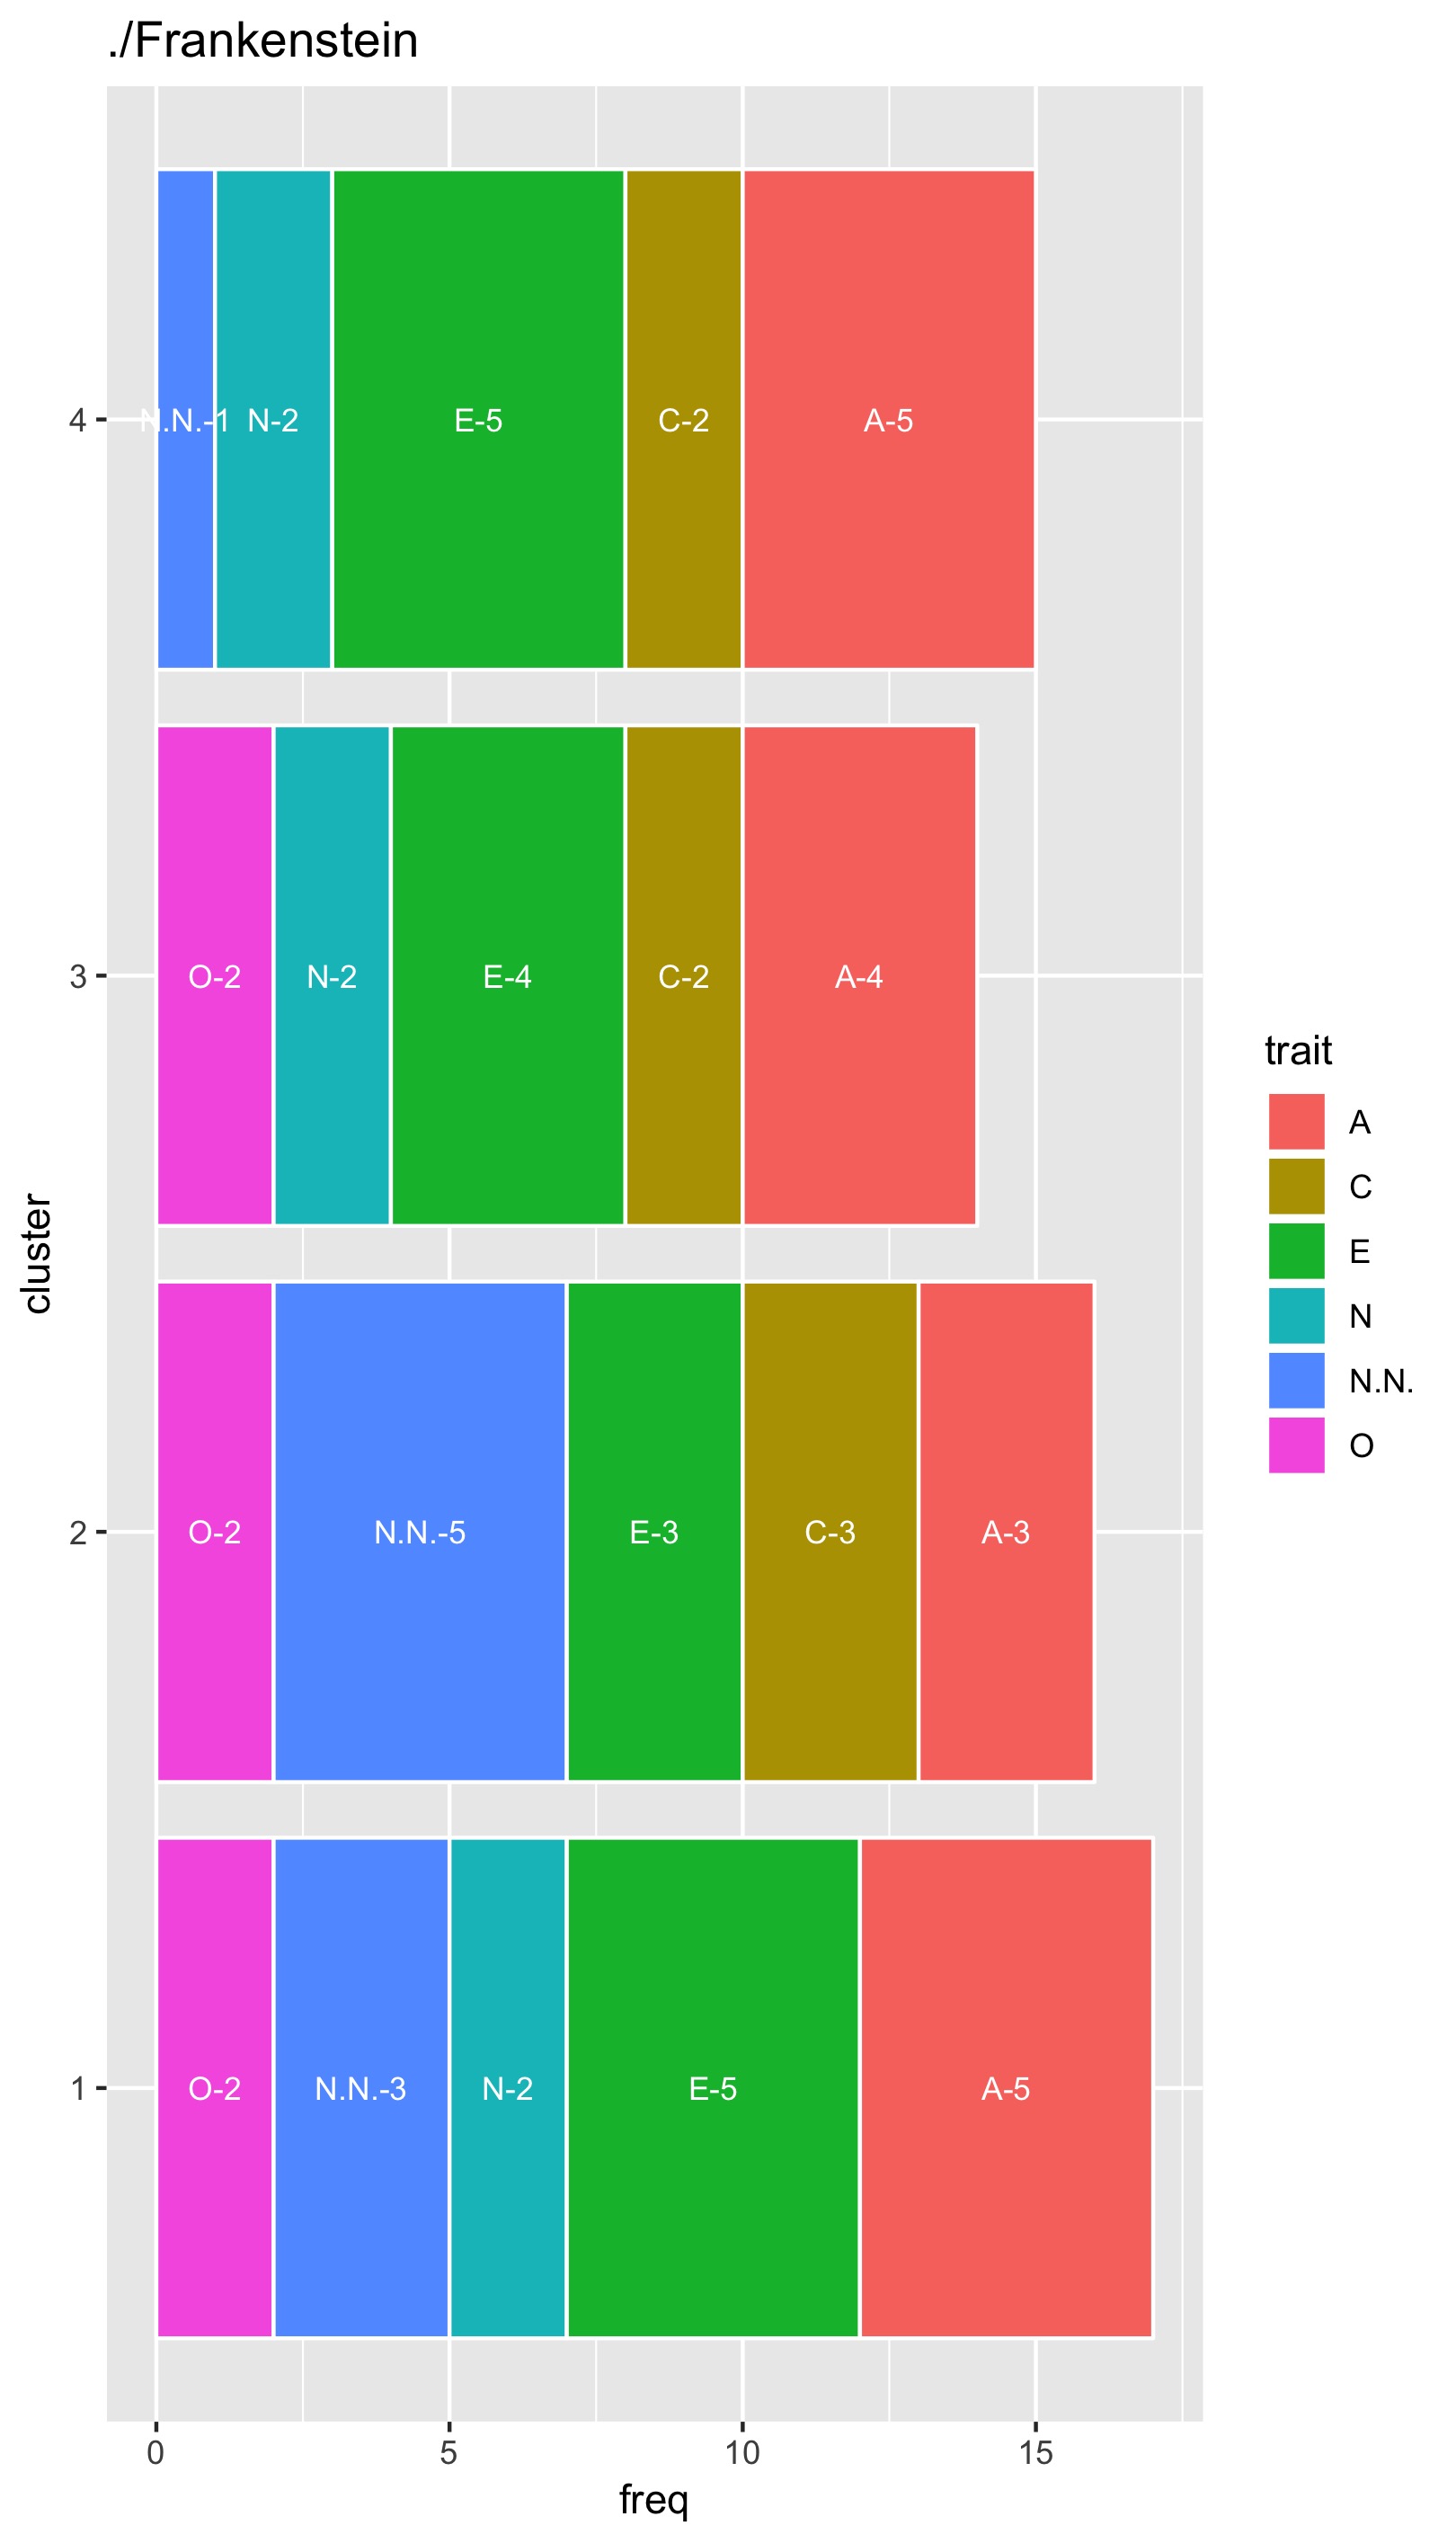 ./Frankenstein
4
N.N.-1 N-2 E-5 C-2 A-5
3
O-2 N-2 E-4 C-2 A-4
2
O-2 N.N.-5 E-3 C-3 A-3
1
O-2 N.N.-3 N-2 E-5 A-5
cluster
0 5 10 15
freq
trait
A
C
E
N
N.N.
O